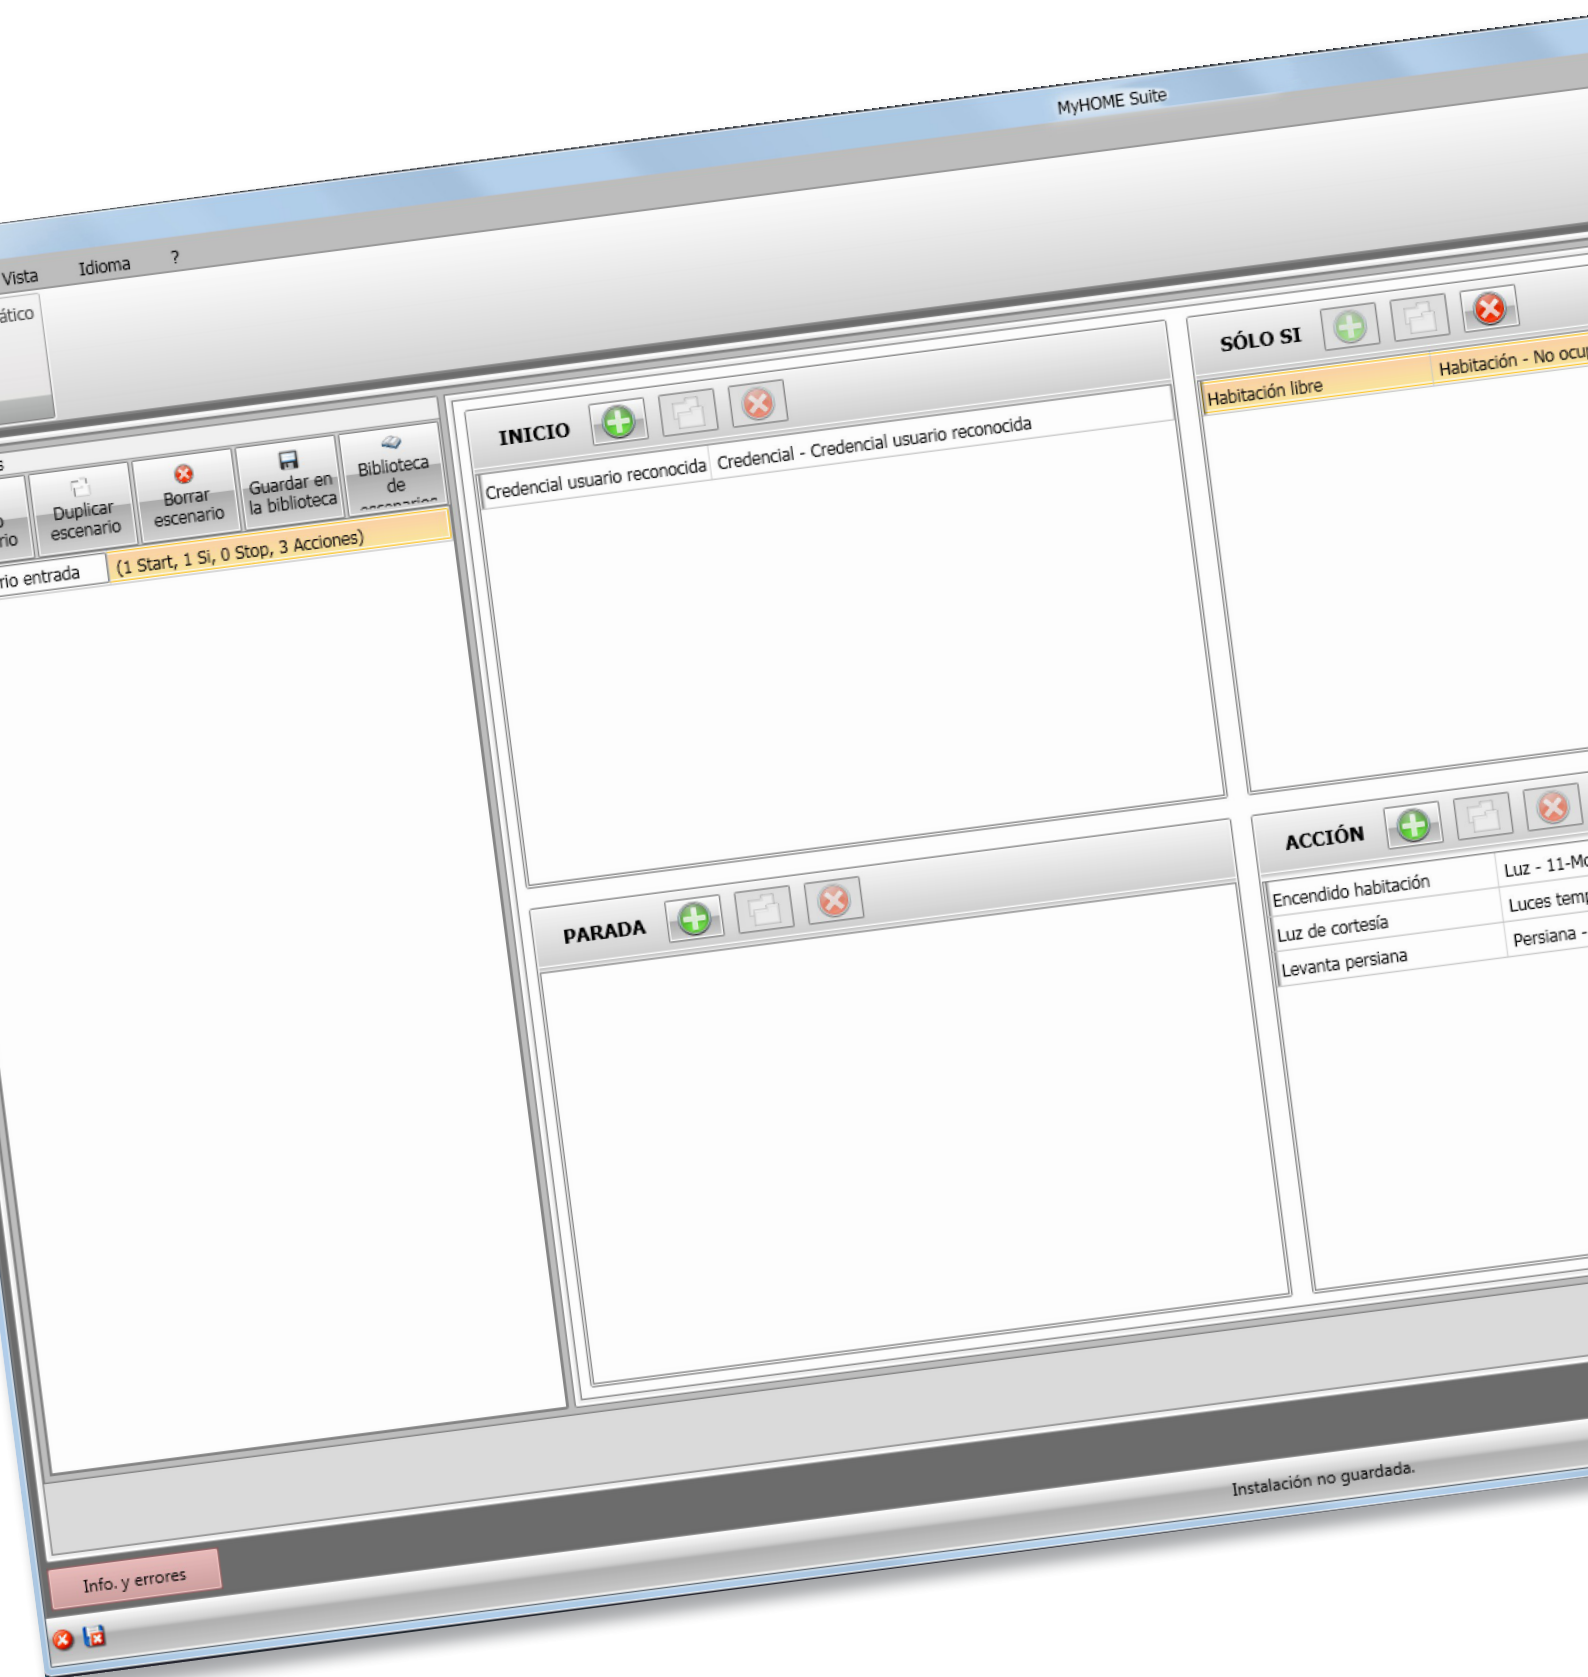 MyHOME Suite
Vista Idioma ?
ático
Duplicar
escenario
Borrar
escenario
Guardar en
la biblioteca
Biblioteca
de
rio entrada (1 Start, 1 Si, 0 Stop, 3 Acciones)
INICIO
Credencial usuario reconocida Credencial - Credencial usuario reconocida
SÓLO SI
Habitación libre Habitación - No ocu
PARADA
ACCIÓN
Encendido habitación Luz - 11-Mo
Luz de cortesía Luces temp
Levanta persiana Persiana -
Instalación no guardada.
Info. y errores